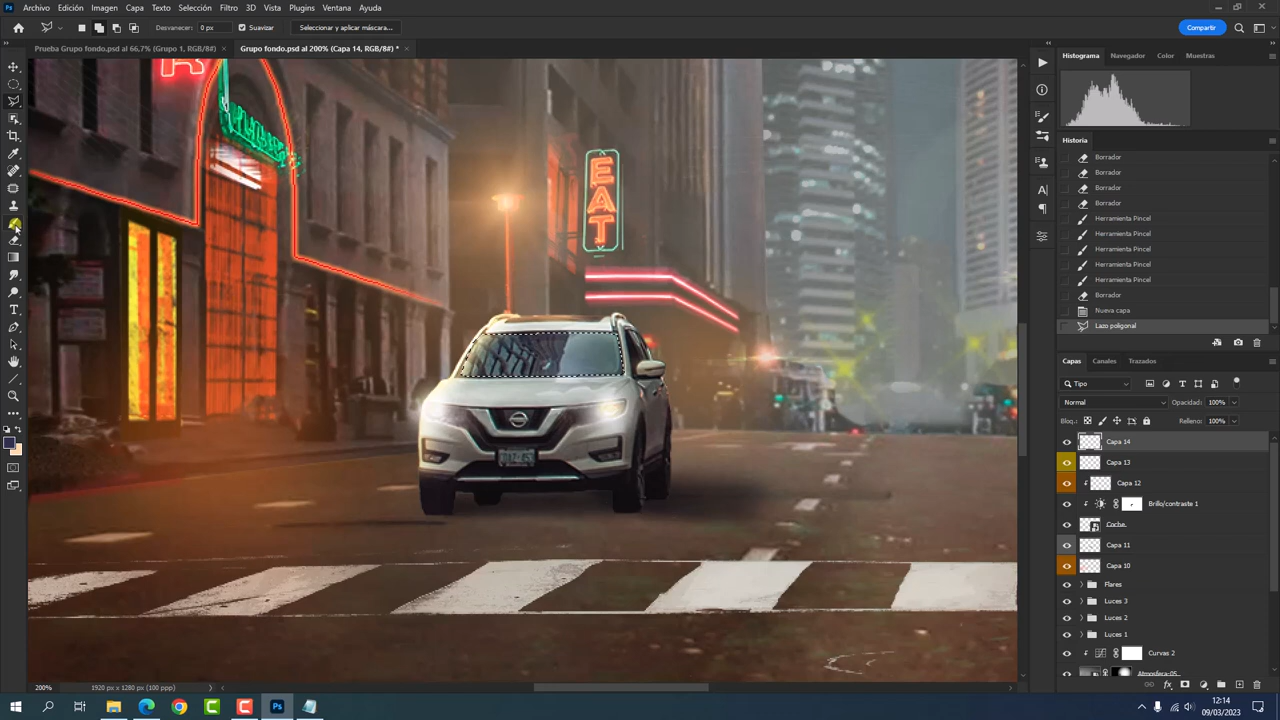 Ps Archivo Edición Imagen Capa Texto Selección Filtro 3D Vista Plugins Ventana Ayuda
Desvanecer: 0 px Suavizar Seleccionar y aplicar máscara... Compartir
Prueba Grupo fondo.psd al 66,7% (Grupo 1, RGB/8#) × Grupo fondo.psd al 200% (Capa 14, RGB/8#) * ×
Histograma Navegador Color Muestras
EAT
Historia
Borrador
Borrador
Borrador
Borrador
Herramienta Pincel
Herramienta Pincel
Herramienta Pincel
Herramienta Pincel
Herramienta Pincel
Borrador
Nueva capa
Lazo poligonal
Capas Canales Trazados
Tipo
Normal Opacidad: 100%
Bloq.: Relleno: 100%
Capa 14
Capa 13
Capa 12
Brillo/contraste 1
Coche
Capa 11
Capa 10
Flares
Luces 3
Luces 2
Luces 1
Curvas 2
Atmosfera-05
fx
200% 1920 px x 1280 px (100 ppp)
12:14
09/03/2023